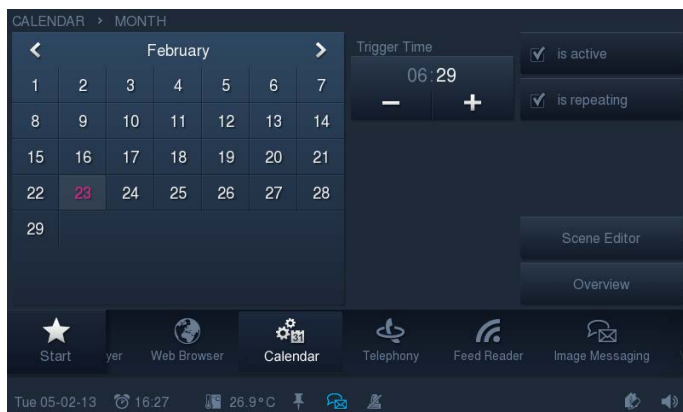 CALENDAR > MONTH
February
1 2 3 4 5 6 7
8 9 10 11 12 13 14
15 16 17 18 19 20 21
22 23 24 25 26 27 28
29
Trigger Time
06:29
is active
is repeating
Scene Editor
Overview
Start
yer
Web Browser
31
Calendar
Telephony
Feed Reader
Image Messaging
Tue 05-02-13 16:27 26.9°C